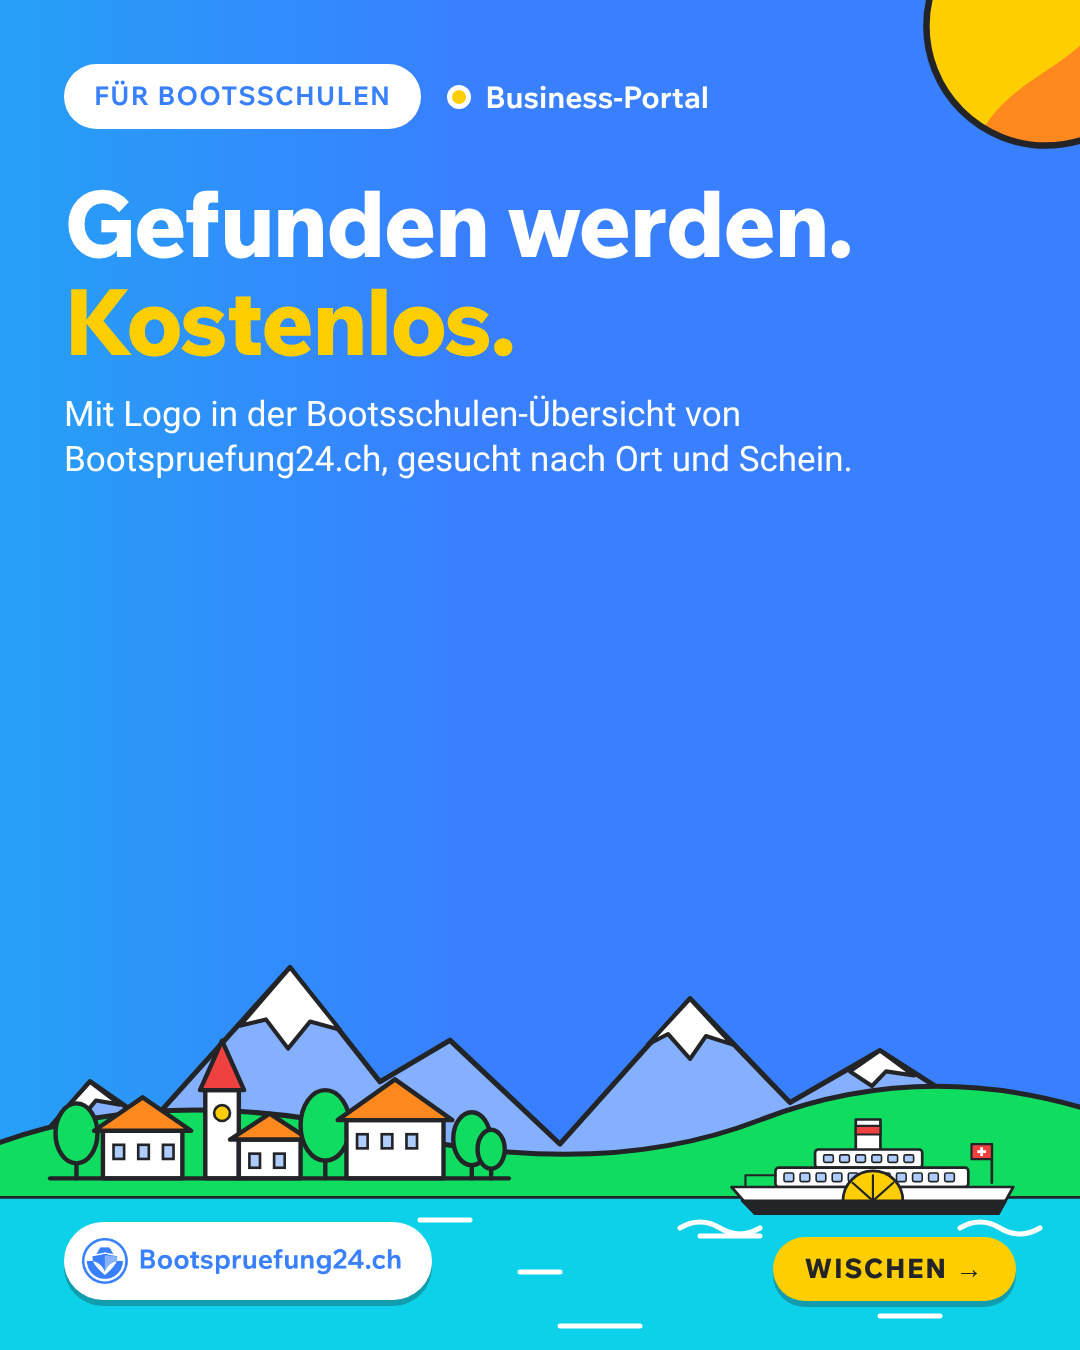 FÜR BOOTSSCHULEN
Business-Portal
Gefunden werden.
Kostenlos.
Mit Logo in der Bootsschulen-Übersicht von
Bootspruefung24.ch, gesucht nach Ort und Schein.
Bootspruefung24.ch
WISCHEN →